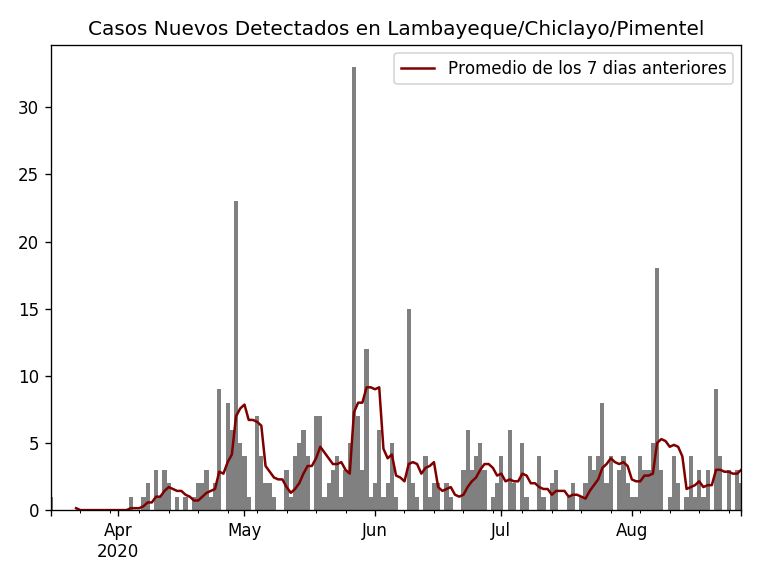 Casos Nuevos Detectados en Lambayeque/Chiclayo/Pimentel
Promedio de los 7 dias anteriores
30
25
20
15
10
5
0
Apr May Jun Jul Aug
2020